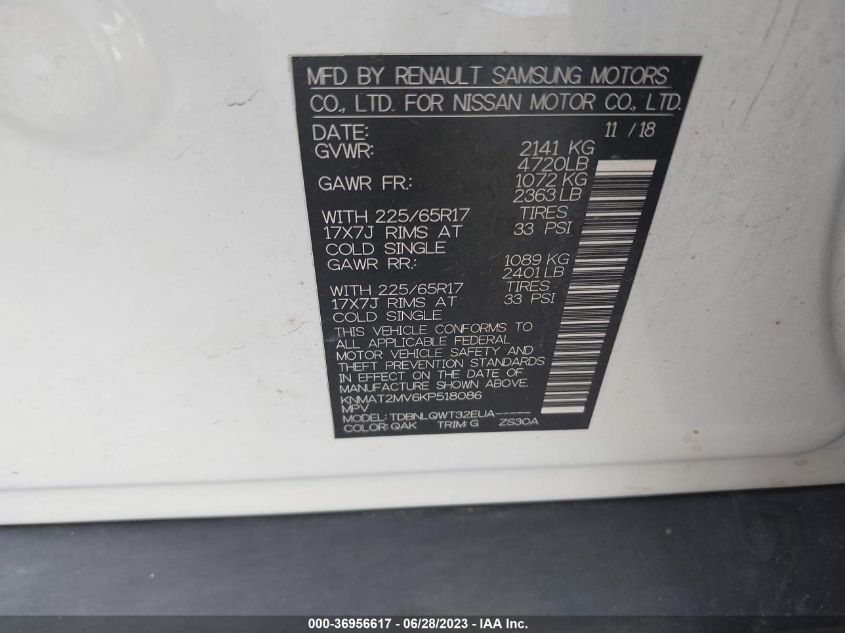 MFD BY RENAULT SAMSUNG MOTORS
CO., LTD. FOR NISSAN MOTOR CO., LTD.
DATE: 11 / 18
GVWR: 2141 KG
4720LB
GAWR FR: 1072 KG
2363 LB
WITH 225/65R17 TIRES
17X7J RIMS AT 33 PSI
COLD SINGLE
GAWR RR: 1089 KG
2401 LB
WITH 225/65R17 TIRES
17X7J RIMS AT 33 PSI
COLD SINGLE
THIS VEHICLE CONFORMS TO
ALL APPLICABLE FEDERAL
MOTOR VEHICLE SAFETY AND
THEFT PREVENTION STANDARDS
IN EFFECT ON THE DATE OF
MANUFACTURE SHOWN ABOVE.
KNMAT2MV6KP518086
MPV
MODEL: TDBNLQWT32EUA-----
COLOR: QAK TRIM: G ZS30A
000-36956617 - 06/28/2023 - IAA Inc.